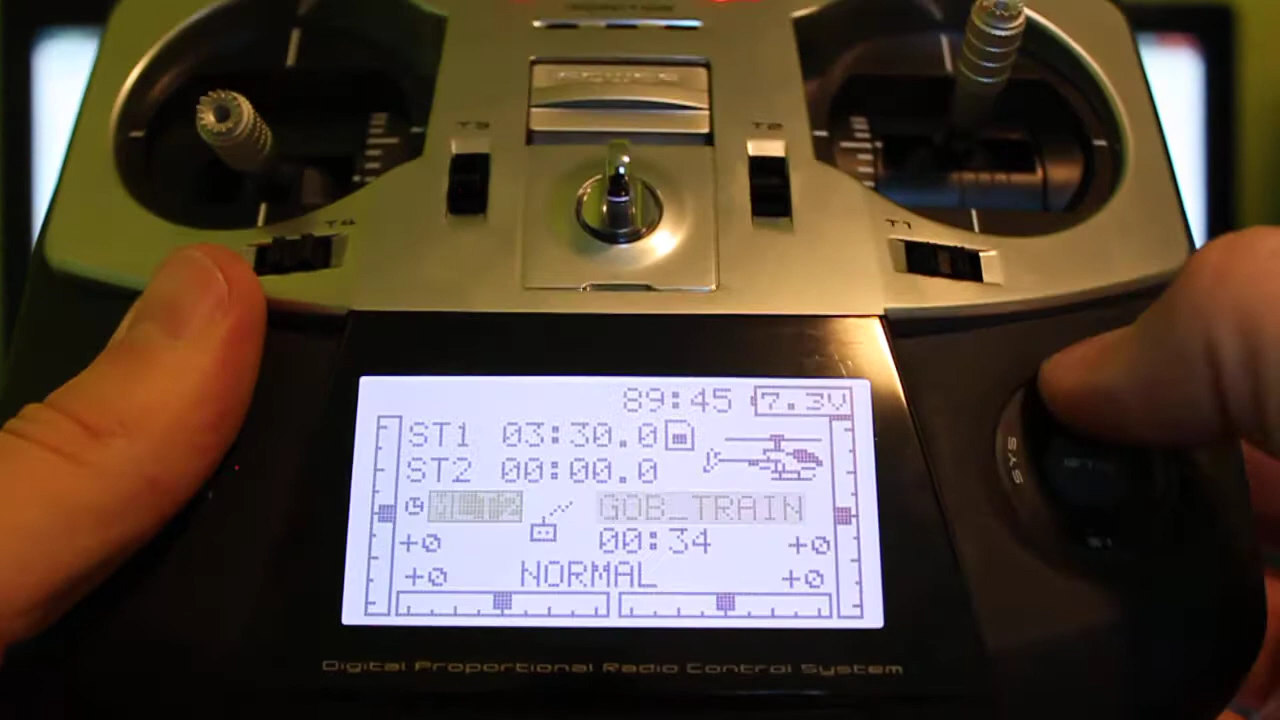 T3
T2
T4
T1
89:45 7.3V
ST1 03:30.0
ST2 00:00.0
GOB_TRAIN
+0 00:34 +0
+0 NORMAL +0
SYS
Digital Proportional Radio Control System